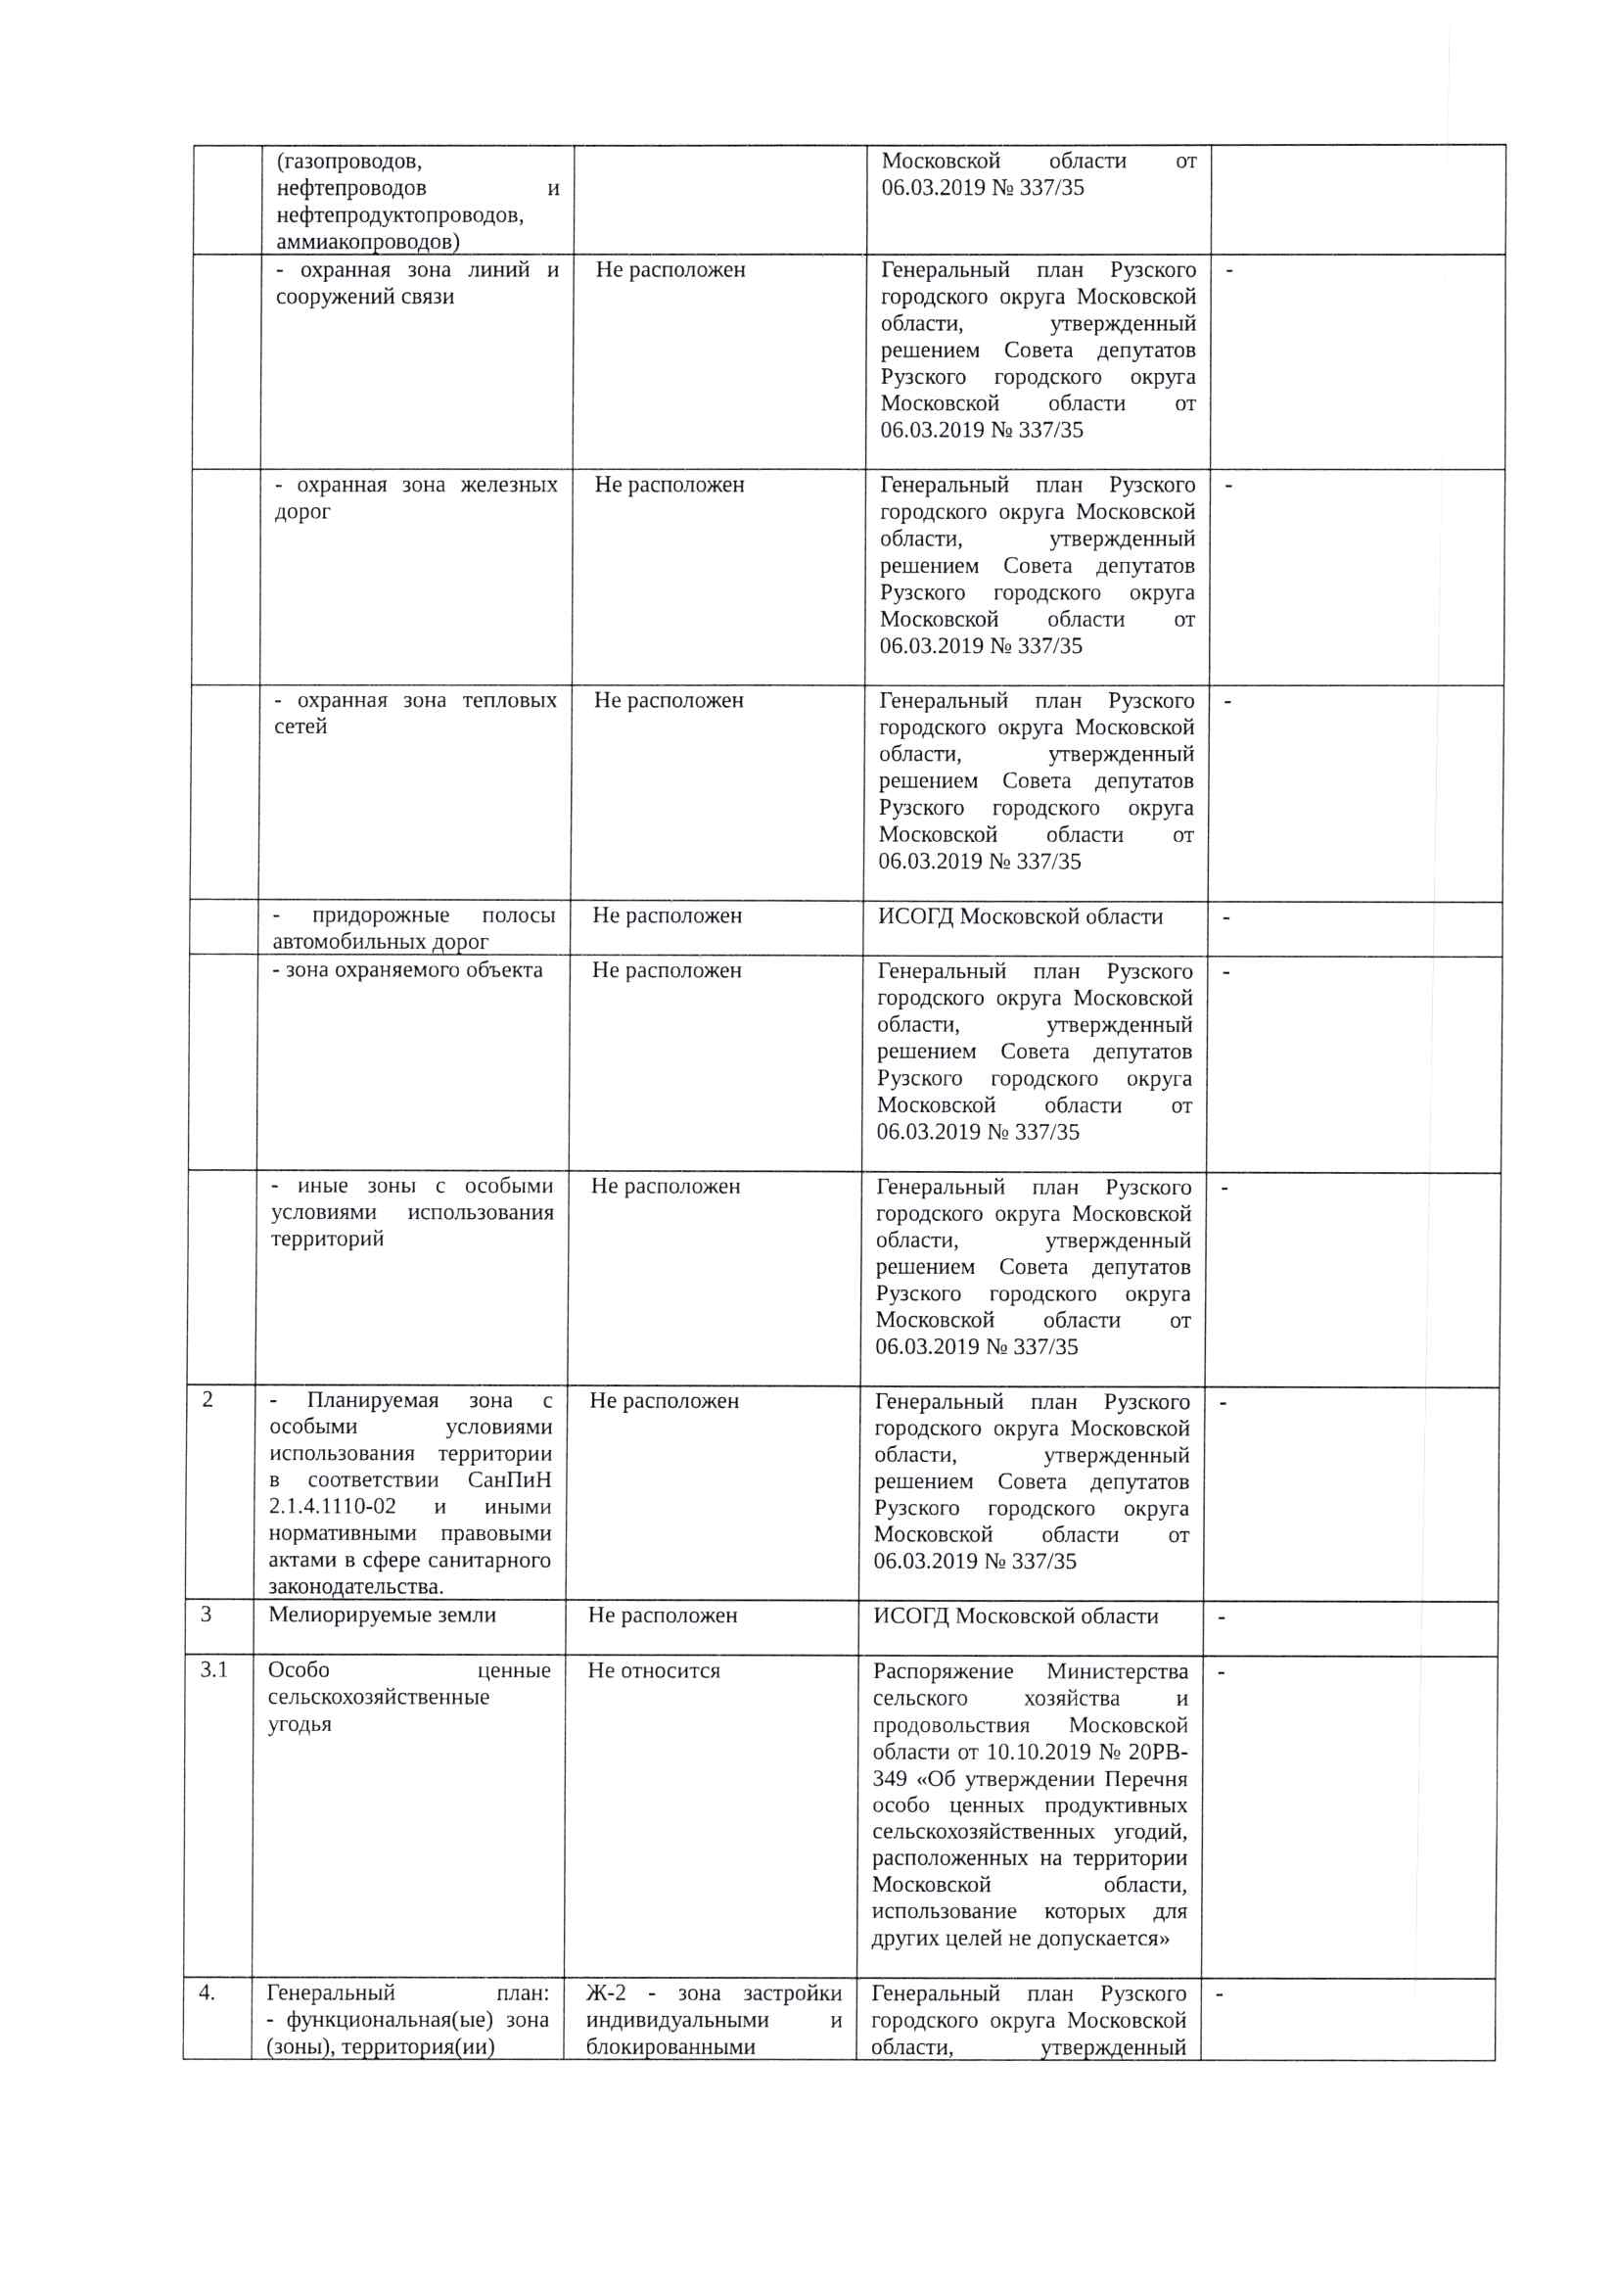 (газопроводов,
нефтепроводов и
нефтепродуктопроводов,
аммиакопроводов)
Московской области от
06.03.2019 № 337/35
- охранная зона линий и
сооружений связи
Не расположен
Генеральный план Рузского
городского округа Московской
области, утвержденный
решением Совета депутатов
Рузского городского округа
Московской области от
06.03.2019 № 337/35
-
- охранная зона железных
дорог
Не расположен
Генеральный план Рузского
городского округа Московской
области, утвержденный
решением Совета депутатов
Рузского городского округа
Московской области от
06.03.2019 № 337/35
-
- охранная зона тепловых
сетей
Не расположен
Генеральный план Рузского
городского округа Московской
области, утвержденный
решением Совета депутатов
Рузского городского округа
Московской области от
06.03.2019 № 337/35
-
- придорожные полосы
автомобильных дорог
Не расположен
ИСОГД Московской области
-
- зона охраняемого объекта
Не расположен
Генеральный план Рузского
городского округа Московской
области, утвержденный
решением Совета депутатов
Рузского городского округа
Московской области от
06.03.2019 № 337/35
-
- иные зоны с особыми
условиями использования
территорий
Не расположен
Генеральный план Рузского
городского округа Московской
области, утвержденный
решением Совета депутатов
Рузского городского округа
Московской области от
06.03.2019 № 337/35
-
2
- Планируемая зона с
особыми условиями
использования территории
в соответствии СанПиН
2.1.4.1110-02 и иными
нормативными правовыми
актами в сфере санитарного
законодательства.
Не расположен
Генеральный план Рузского
городского округа Московской
области, утвержденный
решением Совета депутатов
Рузского городского округа
Московской области от
06.03.2019 № 337/35
-
3
Мелиорируемые земли
Не расположен
ИСОГД Московской области
-
3.1
Особо ценные
сельскохозяйственные
угодья
Не относится
Распоряжение Министерства
сельского хозяйства и
продовольствия Московской
области от 10.10.2019 № 20РВ-
349 «Об утверждении Перечня
особо ценных продуктивных
сельскохозяйственных угодий,
расположенных на территории
Московской области,
использование которых для
других целей не допускается»
-
4.
Генеральный план:
- функциональная(ые) зона
(зоны), территория(ии)
Ж-2 - зона застройки
индивидуальными и
блокированными
Генеральный план Рузского
городского округа Московской
области, утвержденный
-